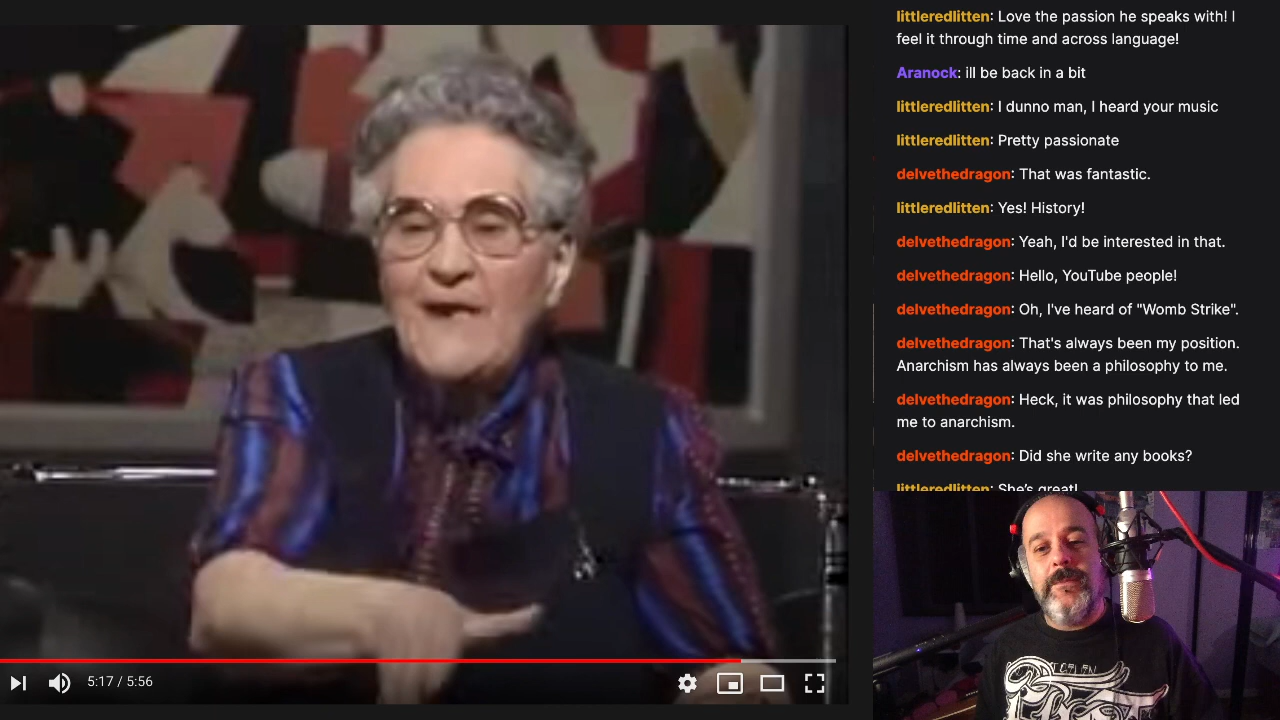 littleredlitten: Love the passion he speaks with! I
feel it through time and across language!
Aranock: ill be back in a bit
littleredlitten: I dunno man, I heard your music
littleredlitten: Pretty passionate
delvethedragon: That was fantastic.
littleredlitten: Yes! History!
delvethedragon: Yeah, I'd be interested in that.
delvethedragon: Hello, YouTube people!
delvethedragon: Oh, I've heard of "Womb Strike".
delvethedragon: That's always been my position.
Anarchism has always been a philosophy to me.
delvethedragon: Heck, it was philosophy that led
me to anarchism.
delvethedragon: Did she write any books?
littleredlitten: She's great!
5:17 / 5:56